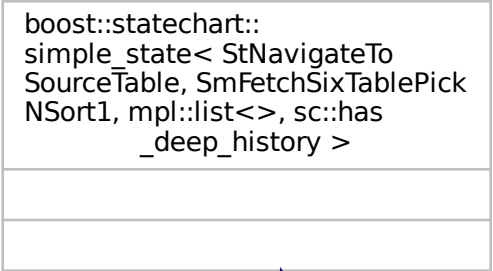 boost::statechart::
simple_state< StNavigateTo
SourceTable, SmFetchSixTablePick
NSort1, mpl::list<>, sc::has
_deep_history >